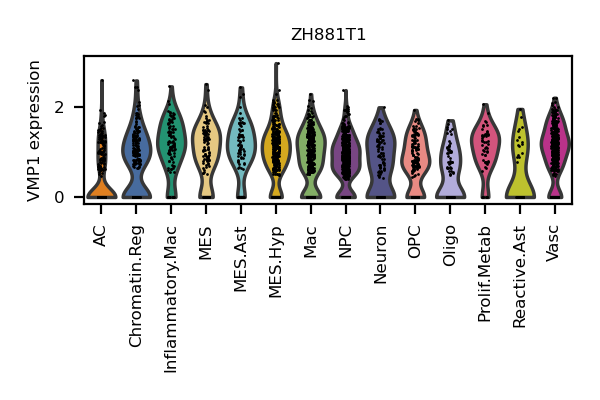 ZH881T1
VMP1 expression
2
0
AC
Chromatin.Reg
Inflammatory.Mac
MES
MES.Ast
MES.Hyp
Mac
NPC
Neuron
OPC
Oligo
Prolif.Metab
Reactive.Ast
Vasc